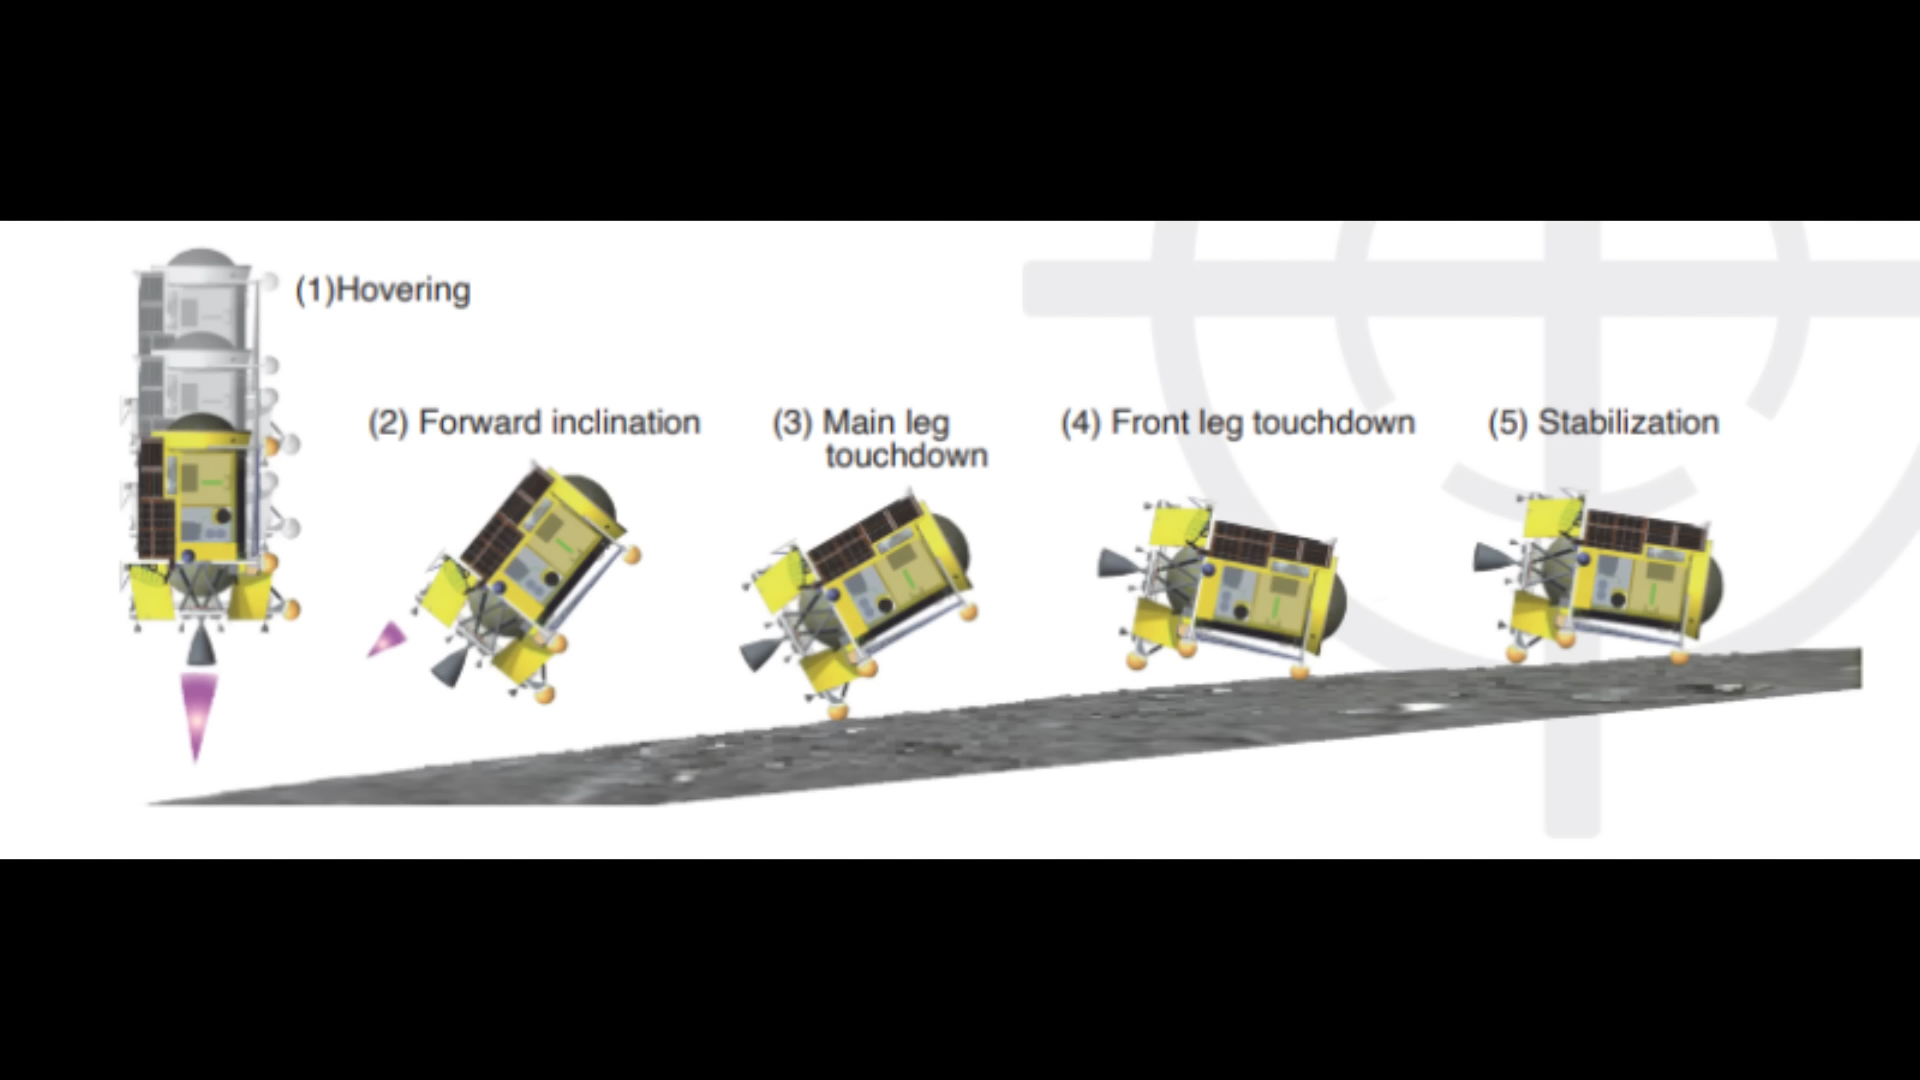 (1)Hovering
(2) Forward inclination
(3) Main leg
touchdown
(4) Front leg touchdown
(5) Stabilization